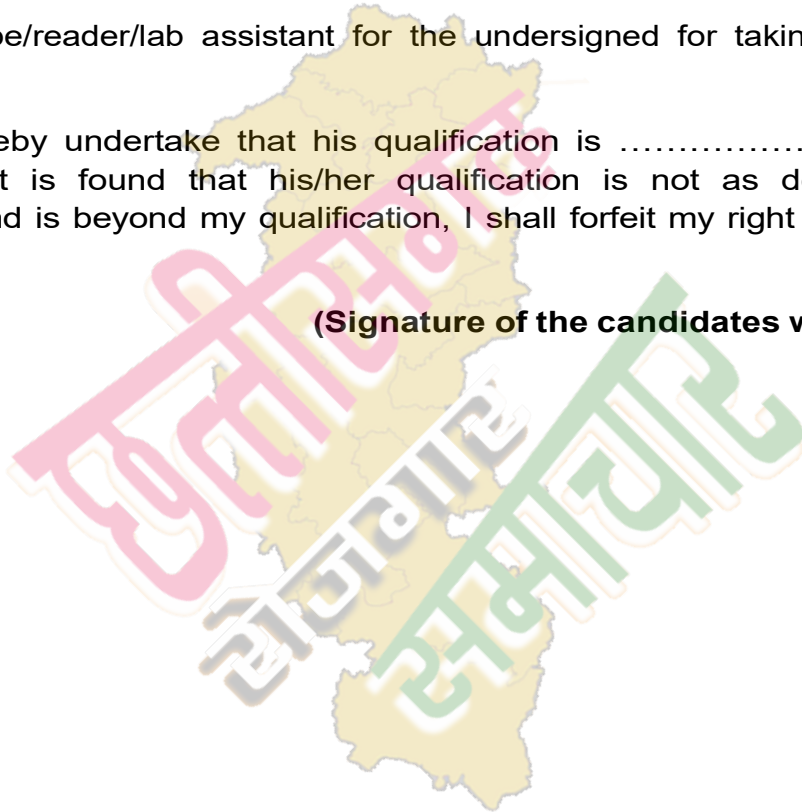 be/reader/lab assistant for the undersigned for takin
eby undertake that his qualification is ................
t is found that his/her qualification is not as d
nd is beyond my qualification, I shall forfeit my right
(Signature of the candidates w
छत्तीसगढ़
रोजगार
समाचार